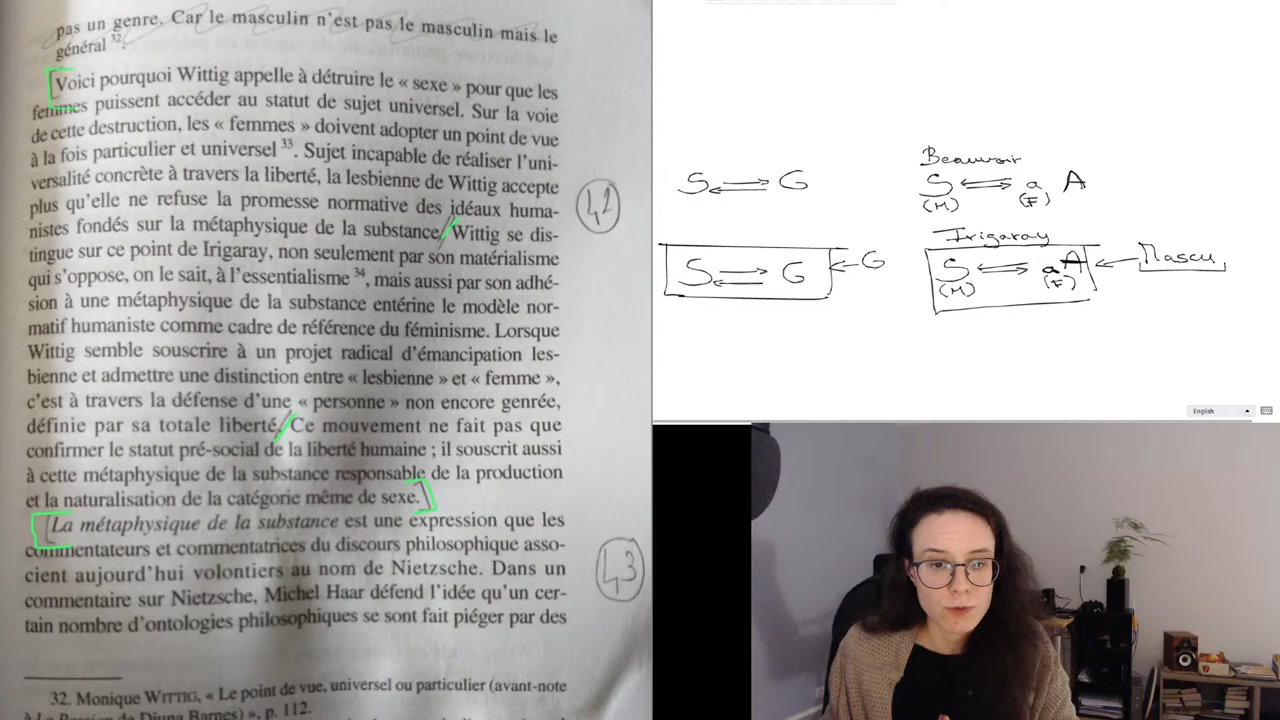 pas un genre. Car le masculin n'est pas le masculin mais le
général 32.
Voici pourquoi Wittig appelle à détruire le « sexe » pour que les
femmes puissent accéder au statut de sujet universel. Sur la voie
de cette destruction, les « femmes » doivent adopter un point de vue
à la fois particulier et universel 33. Sujet incapable de réaliser l'uni-
versalité concrète à travers la liberté, la lesbienne de Wittig accepte
plus qu'elle ne refuse la promesse normative des idéaux huma-
nistes fondés sur la métaphysique de la substance. Wittig se dis-
tingue sur ce point de Irigaray, non seulement par son matérialisme
qui s'oppose, on le sait, à l'essentialisme 34, mais aussi par son adhé-
sion à une métaphysique de la substance entérine le modèle nor-
matif humaniste comme cadre de référence du féminisme. Lorsque
Wittig semble souscrire à un projet radical d'émancipation les-
bienne et admettre une distinction entre « lesbienne » et « femme »,
c'est à travers la défense d'une « personne » non encore genrée,
définie par sa totale liberté. Ce mouvement ne fait pas que
confirmer le statut pré-social de la liberté humaine ; il souscrit aussi
à cette métaphysique de la substance responsable de la production
et la naturalisation de la catégorie même de sexe.
La métaphysique de la substance est une expression que les
commentateurs et commentatrices du discours philosophique asso-
cient aujourd'hui volontiers au nom de Nietzsche. Dans un
commentaire sur Nietzsche, Michel Haar défend l'idée qu'un cer-
tain nombre d'ontologies philosophiques se sont fait piéger par des
32. Monique WITTIG, « Le point de vue, universel ou particulier (avant-note
à La Passion de Djuna Barnes) », p. 112.
42
43
S G
S G G
Beauvoir
S a A
(M) (F)
Irigaray
S a A Mascu
(M) (F)
English